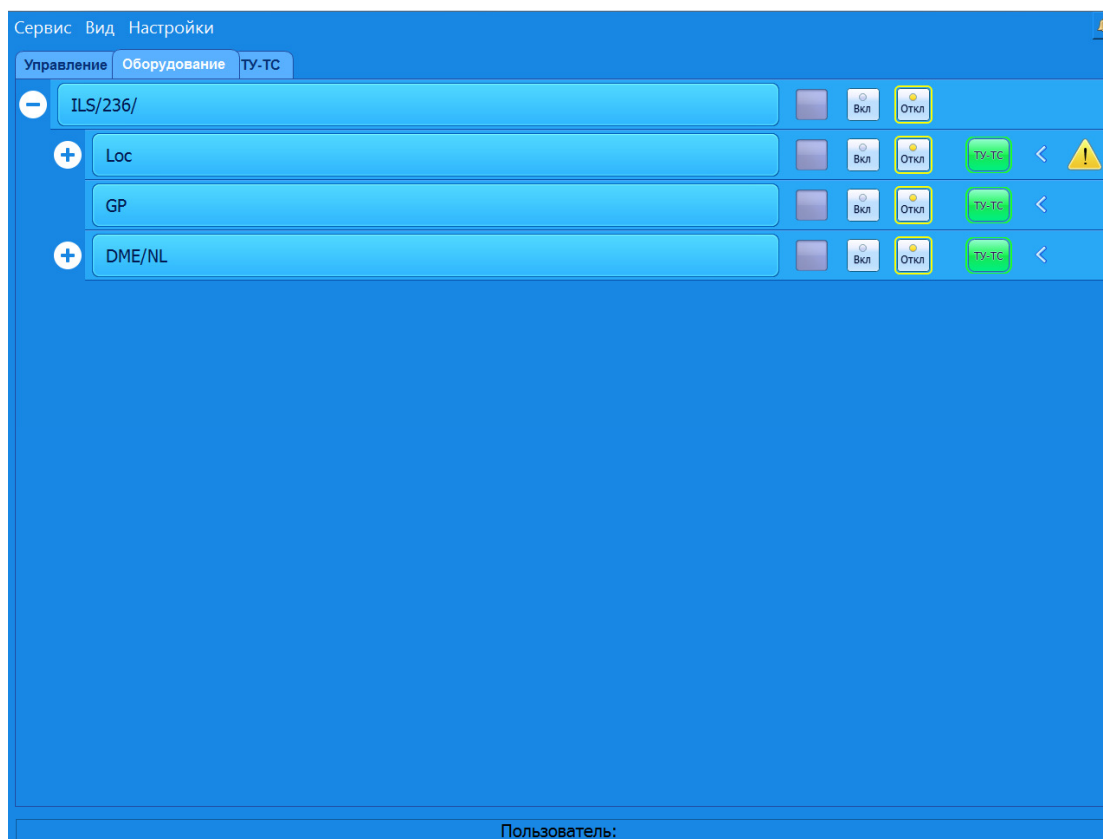 Сервис Вид Настройки
Управление Оборудование ТУ-ТС
ILS/236/ Вкл Откл
Loc Вкл Откл ТУ-ТС
GP Вкл Откл ТУ-ТС
DME/NL Вкл Откл ТУ-ТС
Пользователь: